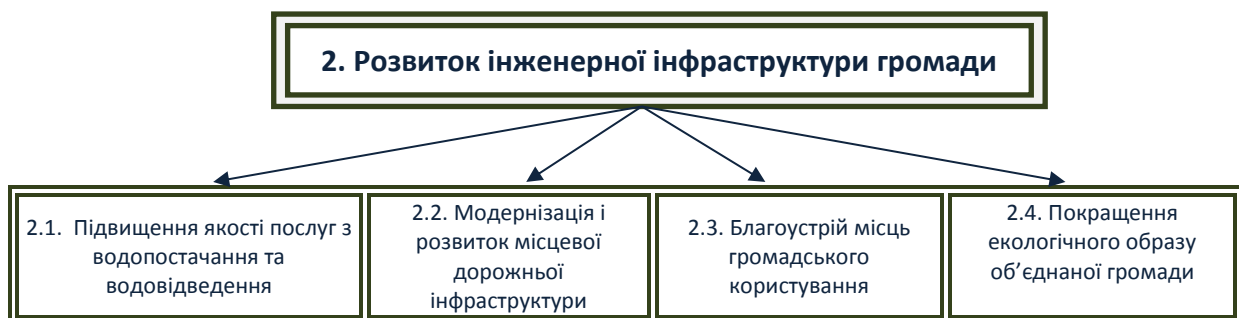 2. Розвиток інженерної інфраструктури громади
2.1. Підвищення якості послуг з
водопостачання та
водовідведення
2.2. Модернізація і
розвиток місцевої
дорожньої
інфраструктури
2.3. Благоустрій місць
громадського
користування
2.4. Покращення
екологічного образу
об’єднаної громади